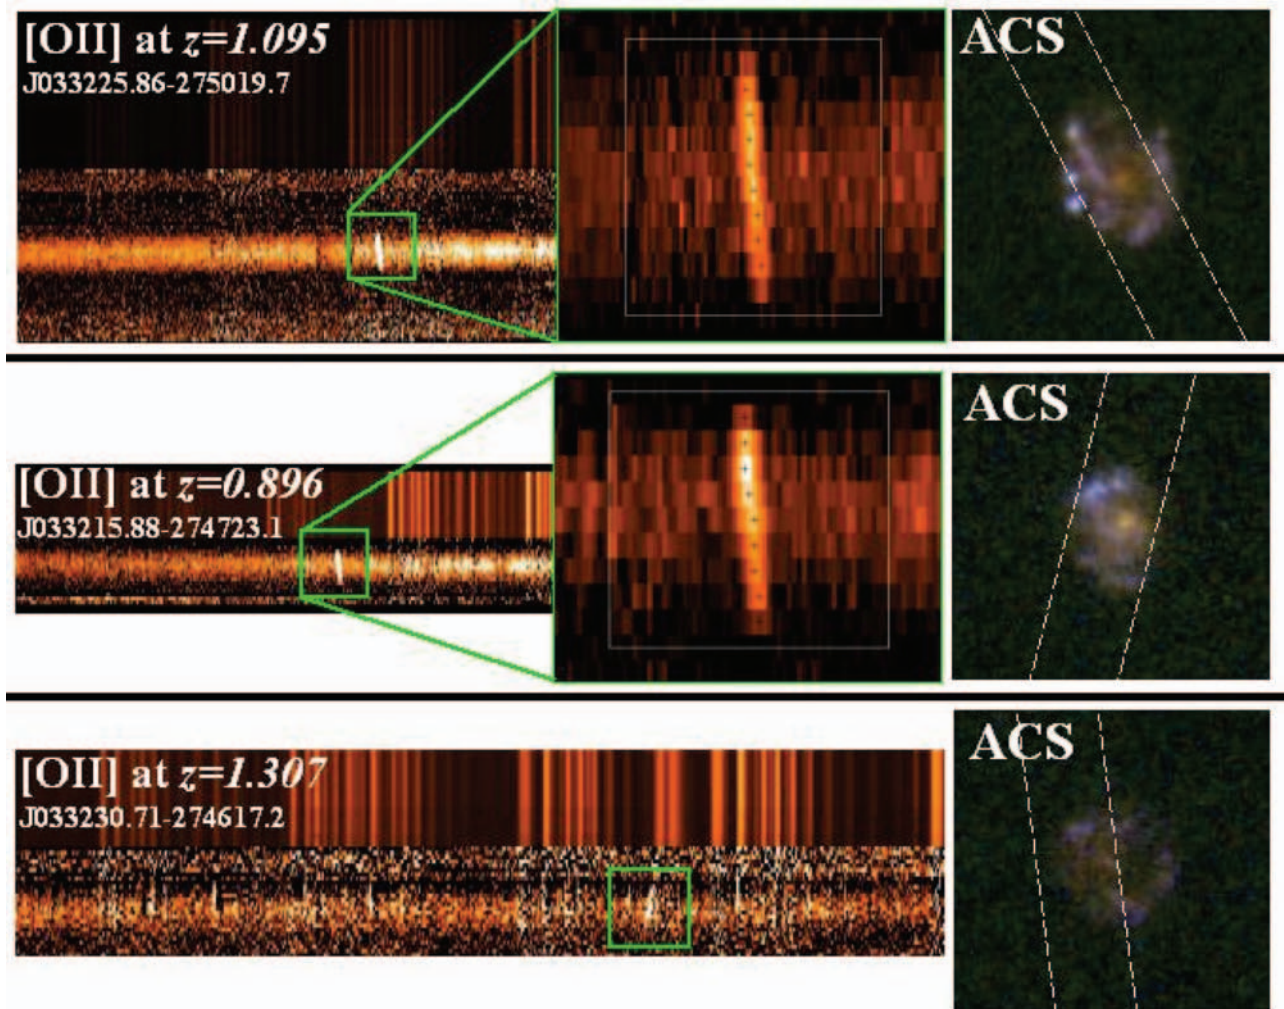 [OII] at z=1.095
J033225.86-275019.7
ACS
[OII] at z=0.896
J033215.88-274723.1
ACS
[OII] at z=1.307
J033230.71-274617.2
ACS